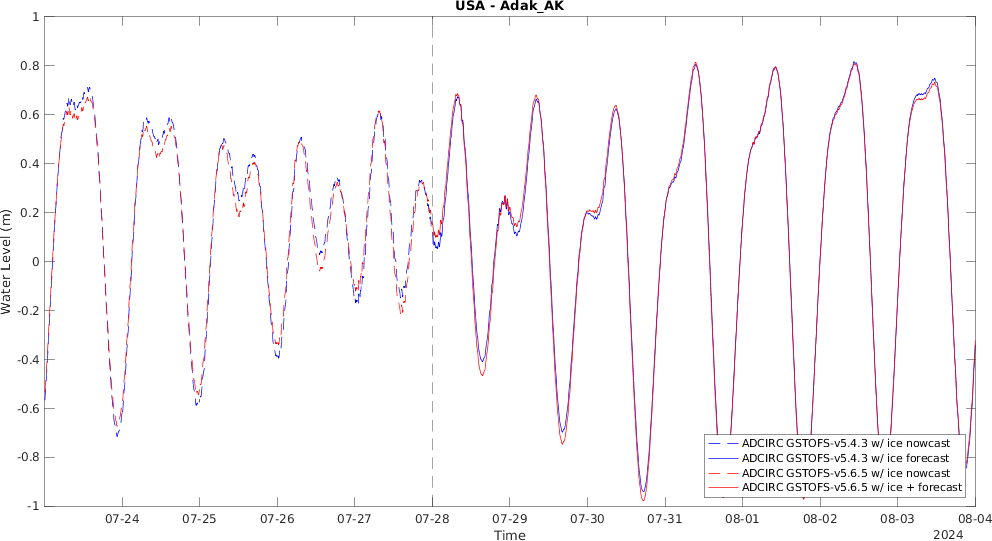 USA - Adak_AK
Water Level (m)
1
0.8
0.6
0.4
0.2
0
-0.2
-0.4
-0.6
-0.8
-1
ADCIRC GSTOFS-v5.4.3 w/ ice nowcast
ADCIRC GSTOFS-v5.4.3 w/ ice forecast
ADCIRC GSTOFS-v5.6.5 w/ ice nowcast
ADCIRC GSTOFS-v5.6.5 w/ ice + forecast
07-24 07-25 07-26 07-27 07-28 07-29 07-30 07-31 08-01 08-02 08-03 08-04
Time
2024